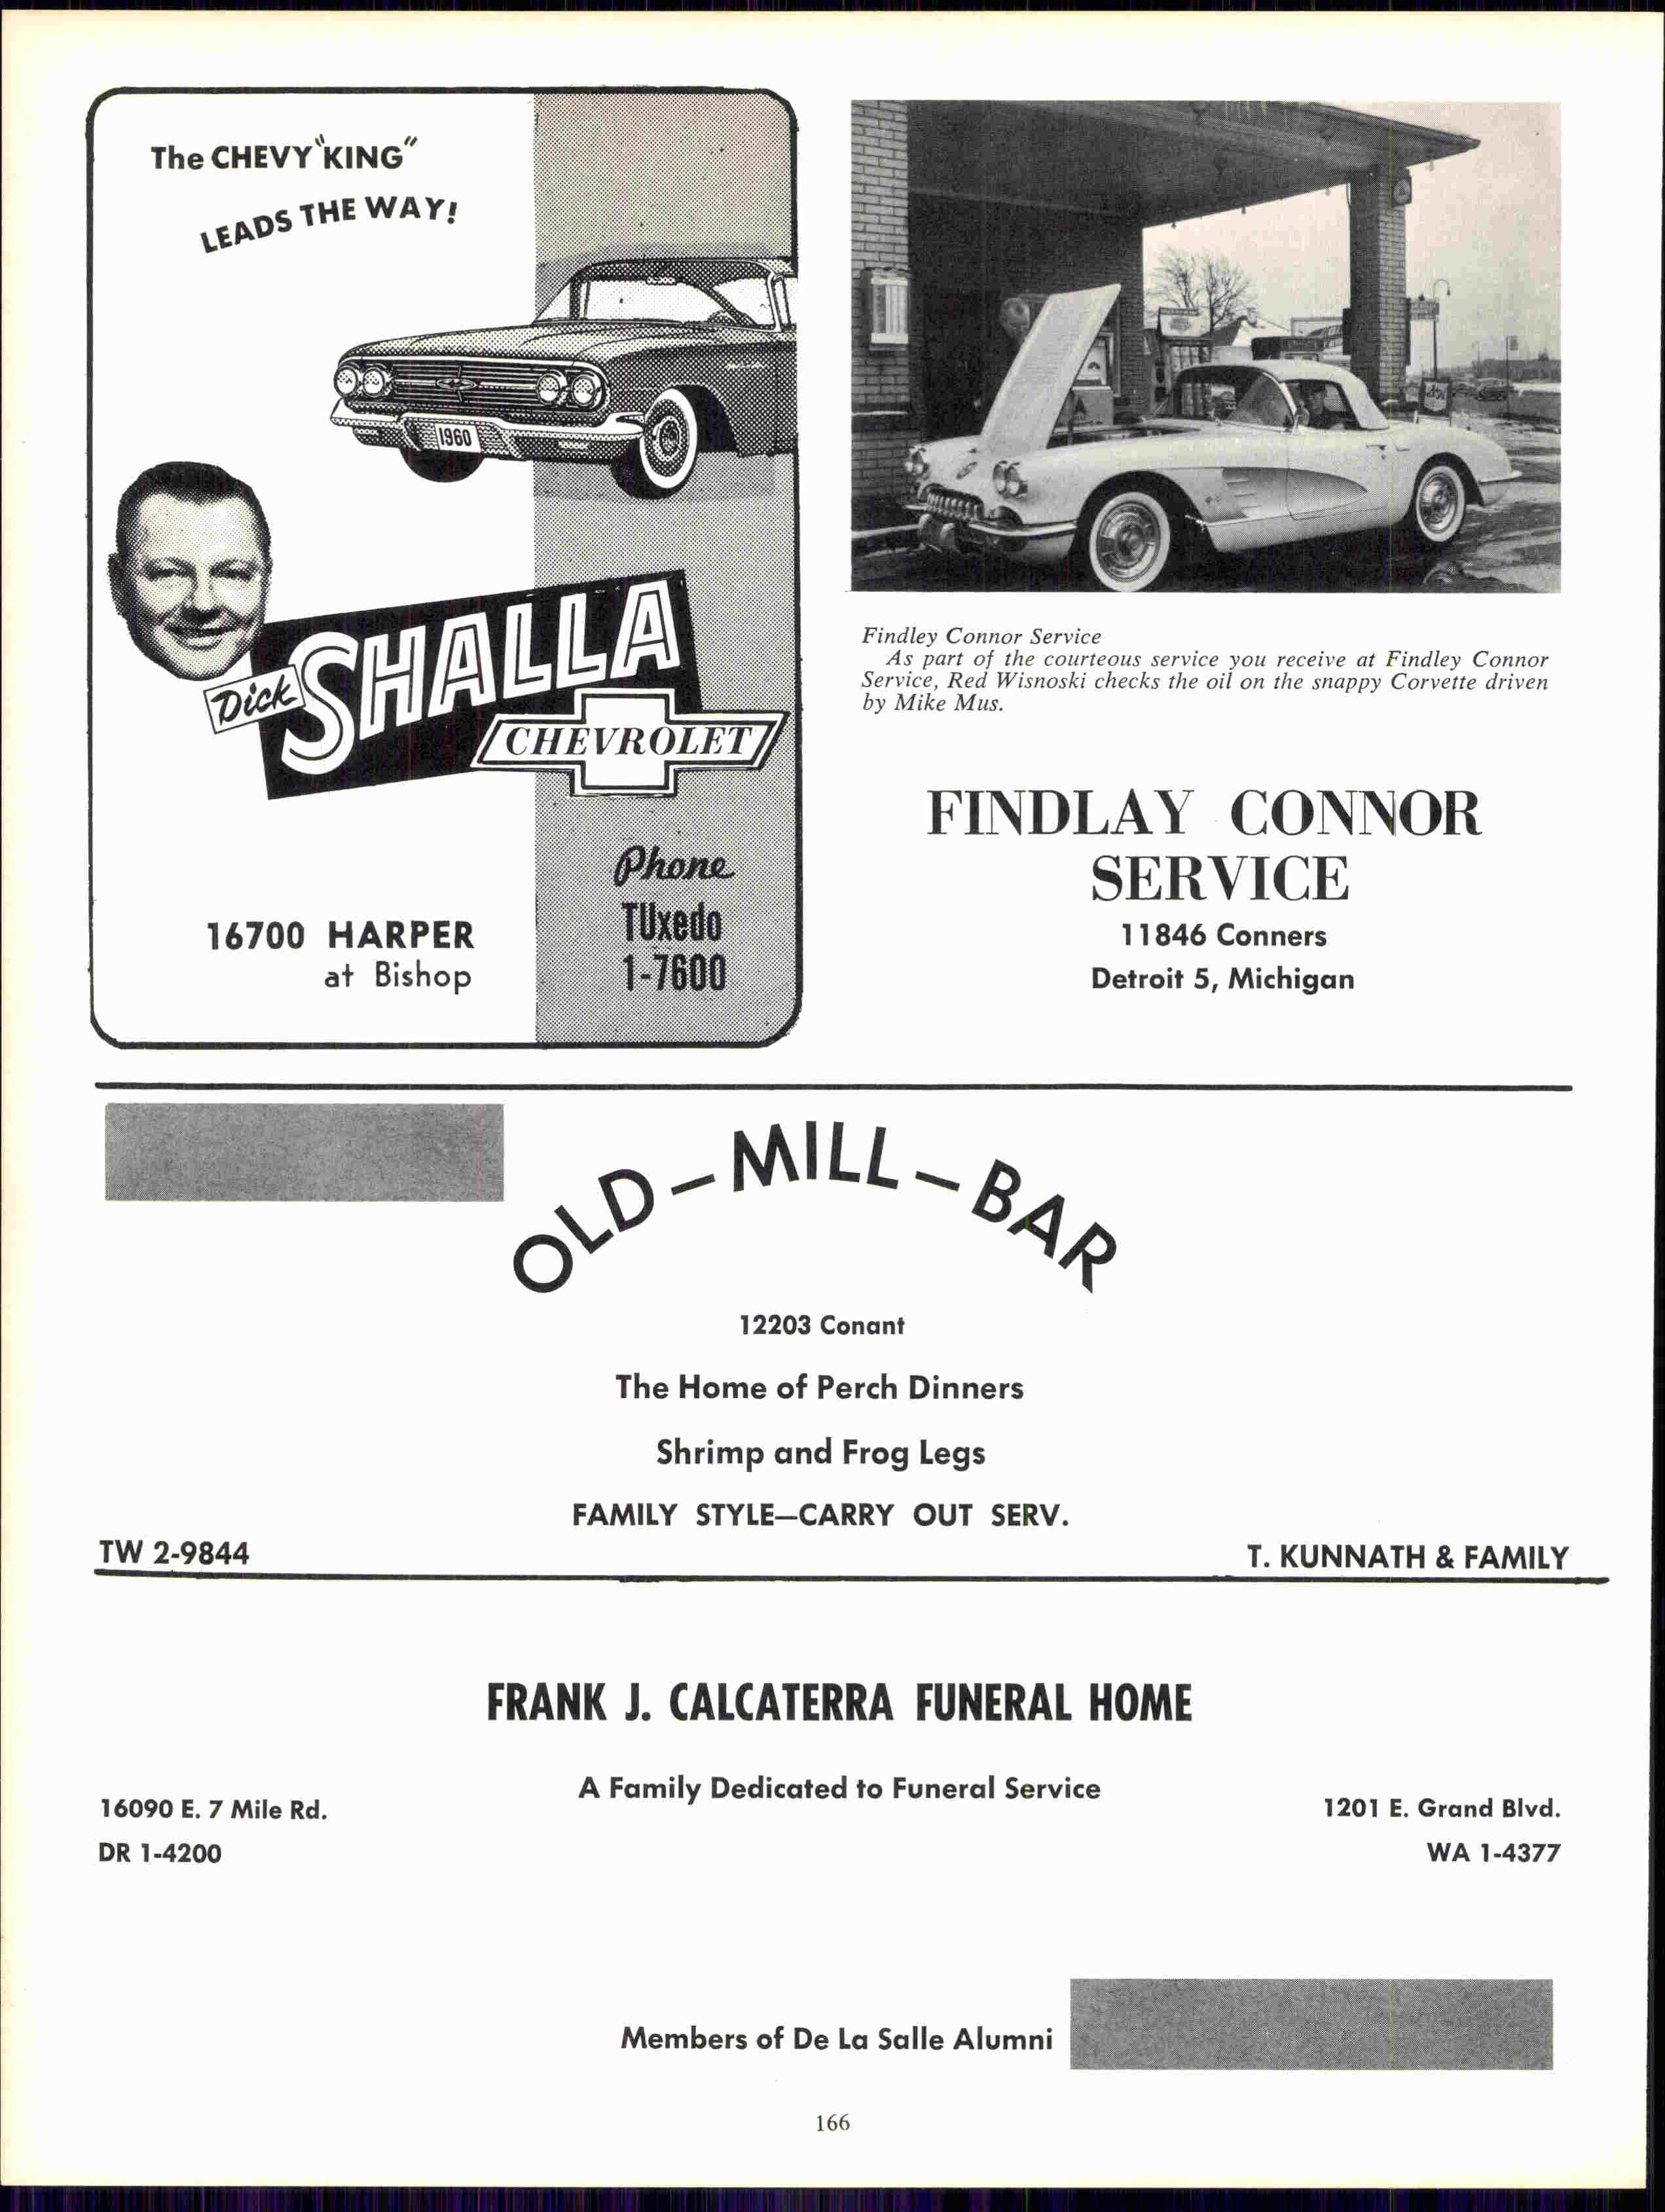 The CHEVY "KING"
LEADS THE WAY!
1960
Dick
SHALLA
CHEVROLET
Phone
TUxedo
1-7600
16700 HARPER
at Bishop
Findley Connor Service
As part of the courteous service you receive at Findley Connor
Service, Red Wisnoski checks the oil on the snappy Corvette driven
by Mike Mus.
FINDLAY CONNOR
SERVICE
11846 Conners
Detroit 5, Michigan
OLD-MILL-BAR
12203 Conant
The Home of Perch Dinners
Shrimp and Frog Legs
FAMILY STYLE—CARRY OUT SERV.
TW 2-9844
T. KUNNATH & FAMILY
FRANK J. CALCATERRA FUNERAL HOME
A Family Dedicated to Funeral Service
16090 E. 7 Mile Rd.
DR 1-4200
1201 E. Grand Blvd.
WA 1-4377
Members of De La Salle Alumni
166